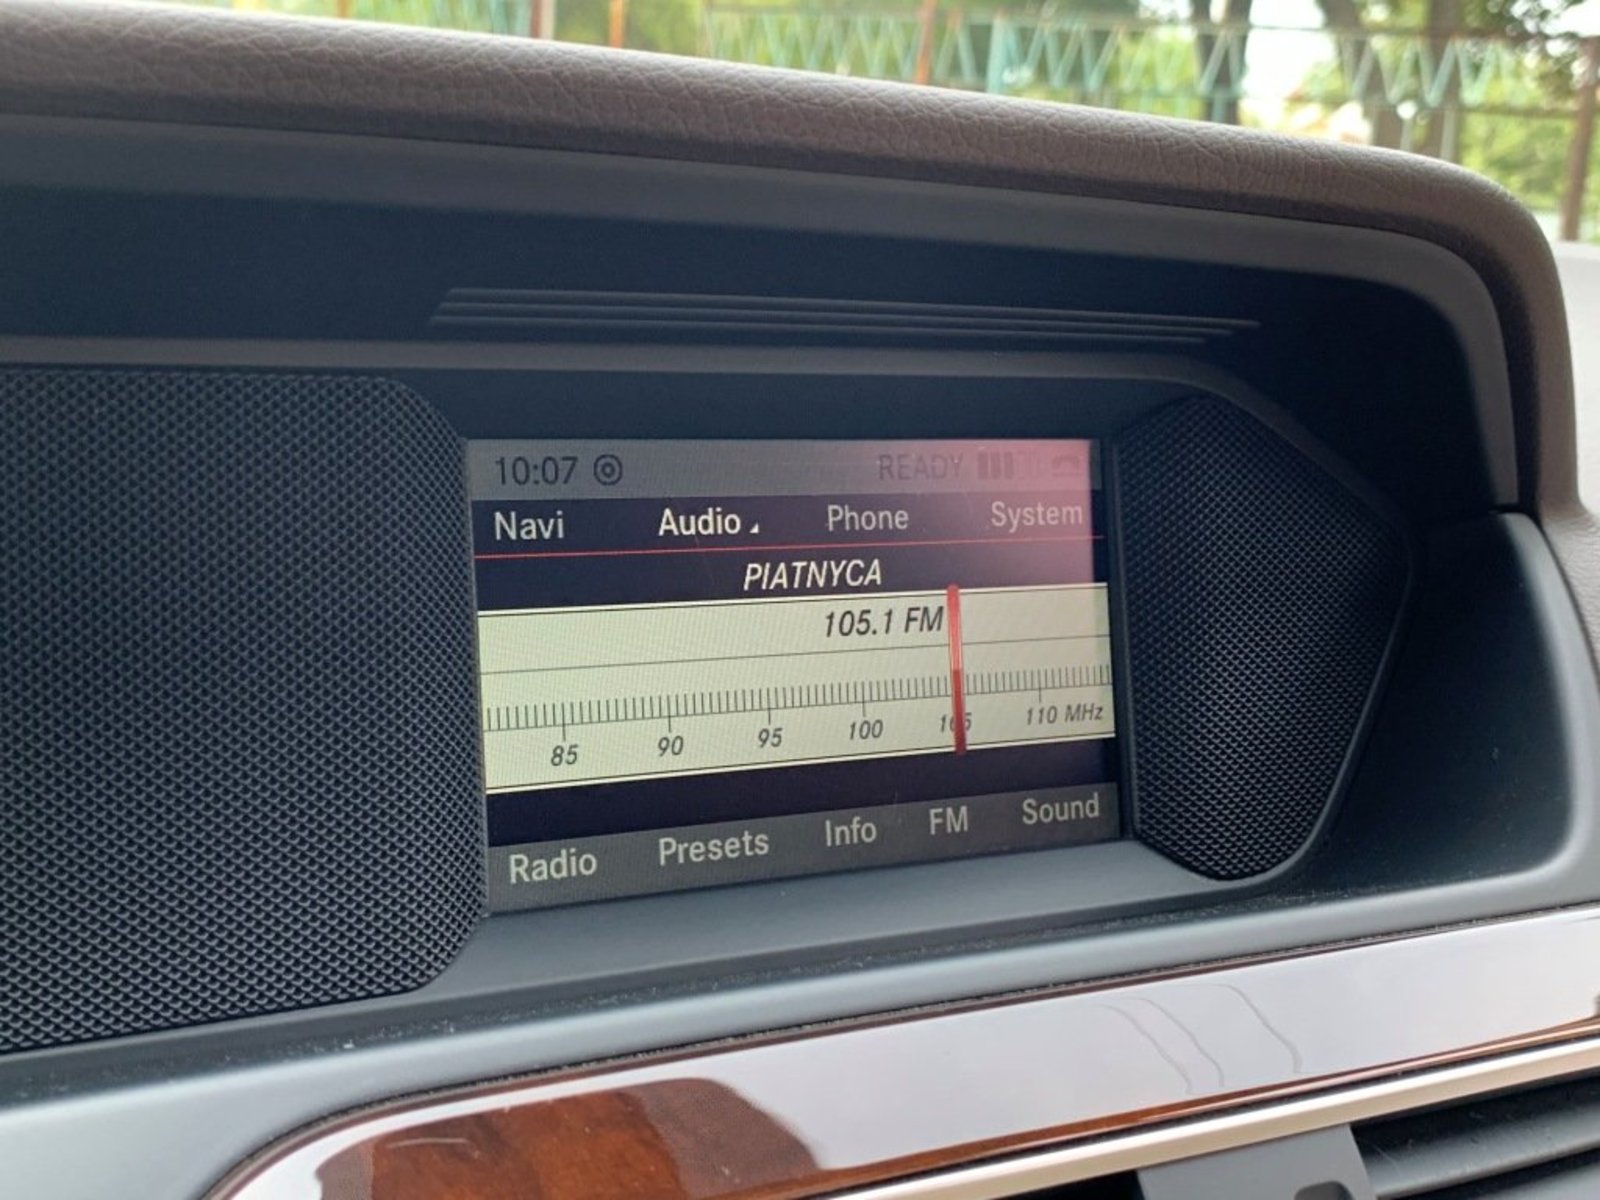 10:07 READY
Navi Audio Phone System
PIATNYCA
105.1 FM
85 90 95 100 105 110 MHz
Radio Presets Info FM Sound